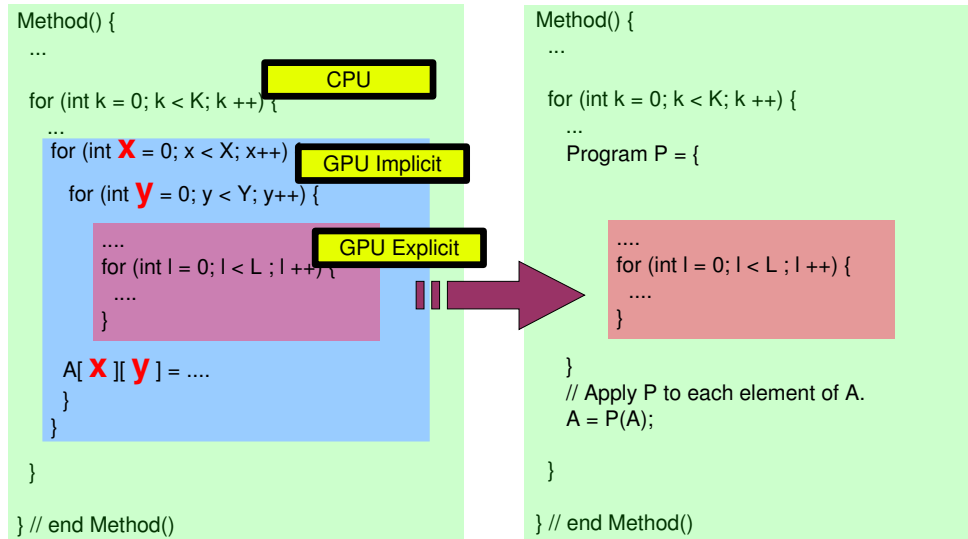 Method() {
...
CPU
for (int k = 0; k < K; k ++) {
...
for (int x = 0; x < X; x++) {
GPU Implicit
for (int y = 0; y < Y; y++) {
GPU Explicit
....
for (int l = 0; l < L ; l ++) {
....
}
A[ x ][ y ] = ....
}
}
}
} // end Method()
Method() {
...
for (int k = 0; k < K; k ++) {
...
Program P = {
....
for (int l = 0; l < L ; l ++) {
....
}
}
// Apply P to each element of A.
A = P(A);
}
} // end Method()